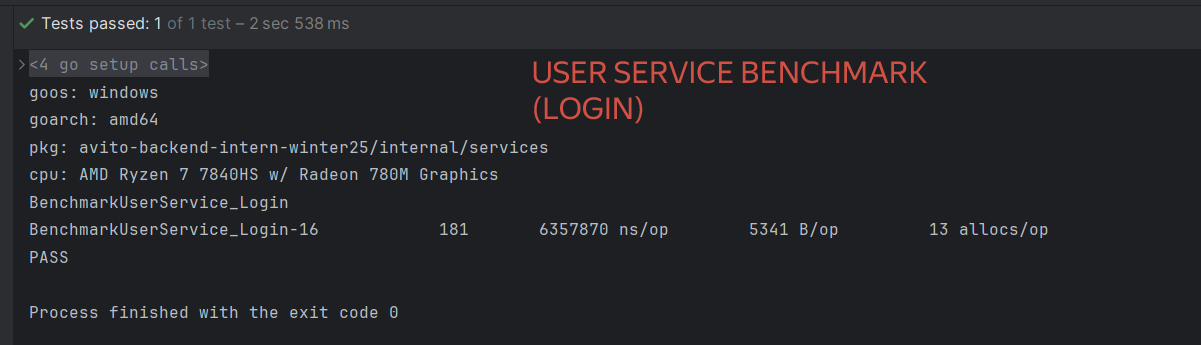 Tests passed: 1 of 1 test – 2 sec 538 ms
<4 go setup calls>
USER SERVICE BENCHMARK
(LOGIN)
goos: windows
goarch: amd64
pkg: avito-backend-intern-winter25/internal/services
cpu: AMD Ryzen 7 7840HS w/ Radeon 780M Graphics
BenchmarkUserService_Login
BenchmarkUserService_Login-16 181 6357870 ns/op 5341 B/op 13 allocs/op
PASS
Process finished with the exit code 0